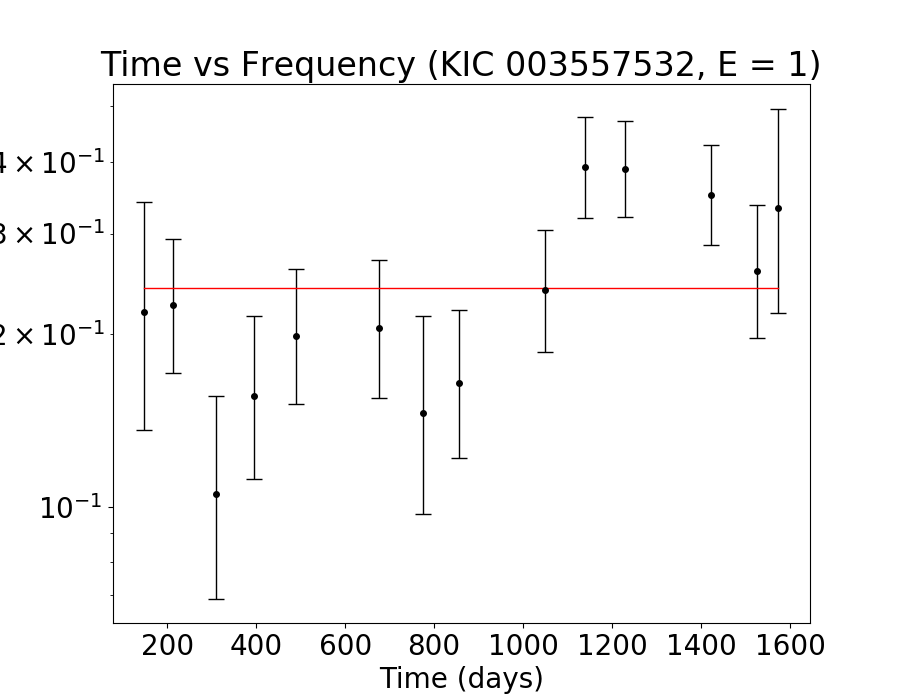 Time vs Frequency (KIC 003557532, E = 1)
4 × 10⁻¹
3 × 10⁻¹
2 × 10⁻¹
10⁻¹
200 400 600 800 1000 1200 1400 1600
Time (days)